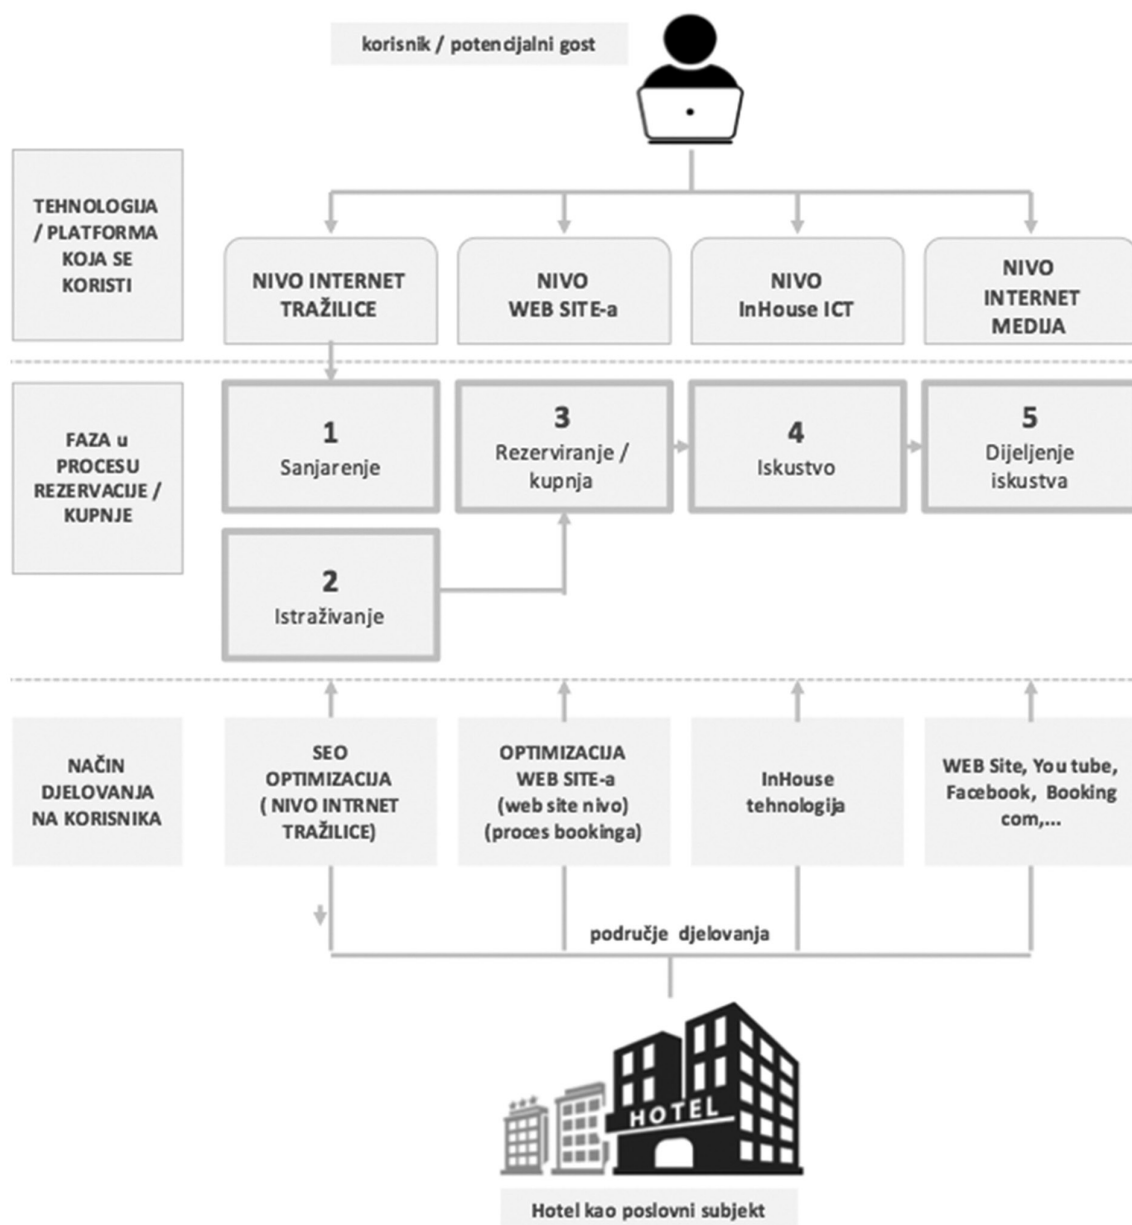 korisnik / potencijalni gost
TEHNOLOGIJA
/ PLATFORMA
KOJA SE
KORISTI
NIVO INTERNET
TRAŽILICE
NIVO
WEB SITE-a
NIVO
InHouse ICT
NIVO
INTERNET
MEDIJA
FAZA u
PROCESU
REZERVACIJE /
KUPNJE
1
Sanjarenje
3
Rezerviranje /
kupnja
4
Iskustvo
5
Dijeljenje
iskustva
2
Istraživanje
NAČIN
DJELOVANJA
NA KORISNIKA
SEO
OPTIMIZACIJA
( NIVO INTRNET
TRAŽILICE)
OPTIMIZACIJA
WEB SITE-a
(web site nivo)
(proces bookinga)
InHouse
tehnologija
WEB Site, You tube,
Facebook, Booking
com,...
područje djelovanja
HOTEL
Hotel kao poslovni subjekt